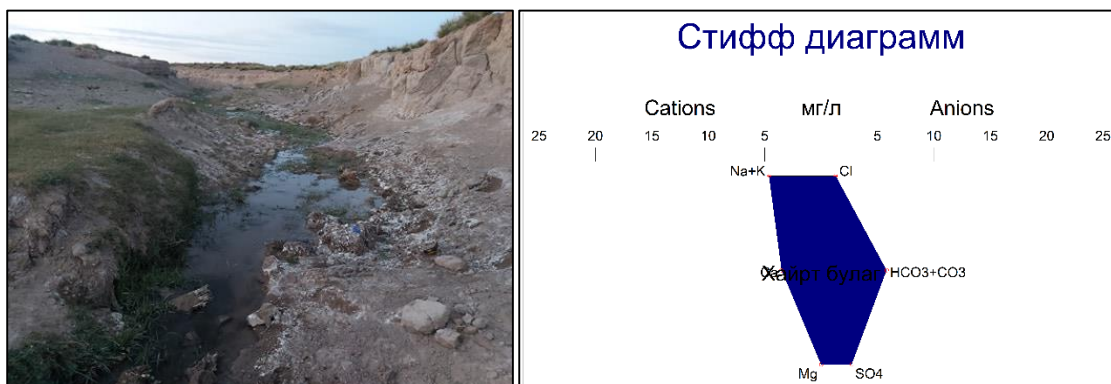 Стифф диаграмм
Cations мг/л Anions
25 20 15 10 5 5 10 15 20 25
Na+K Cl
Ca Хайрт булаг HCO3+CO3
Mg SO4